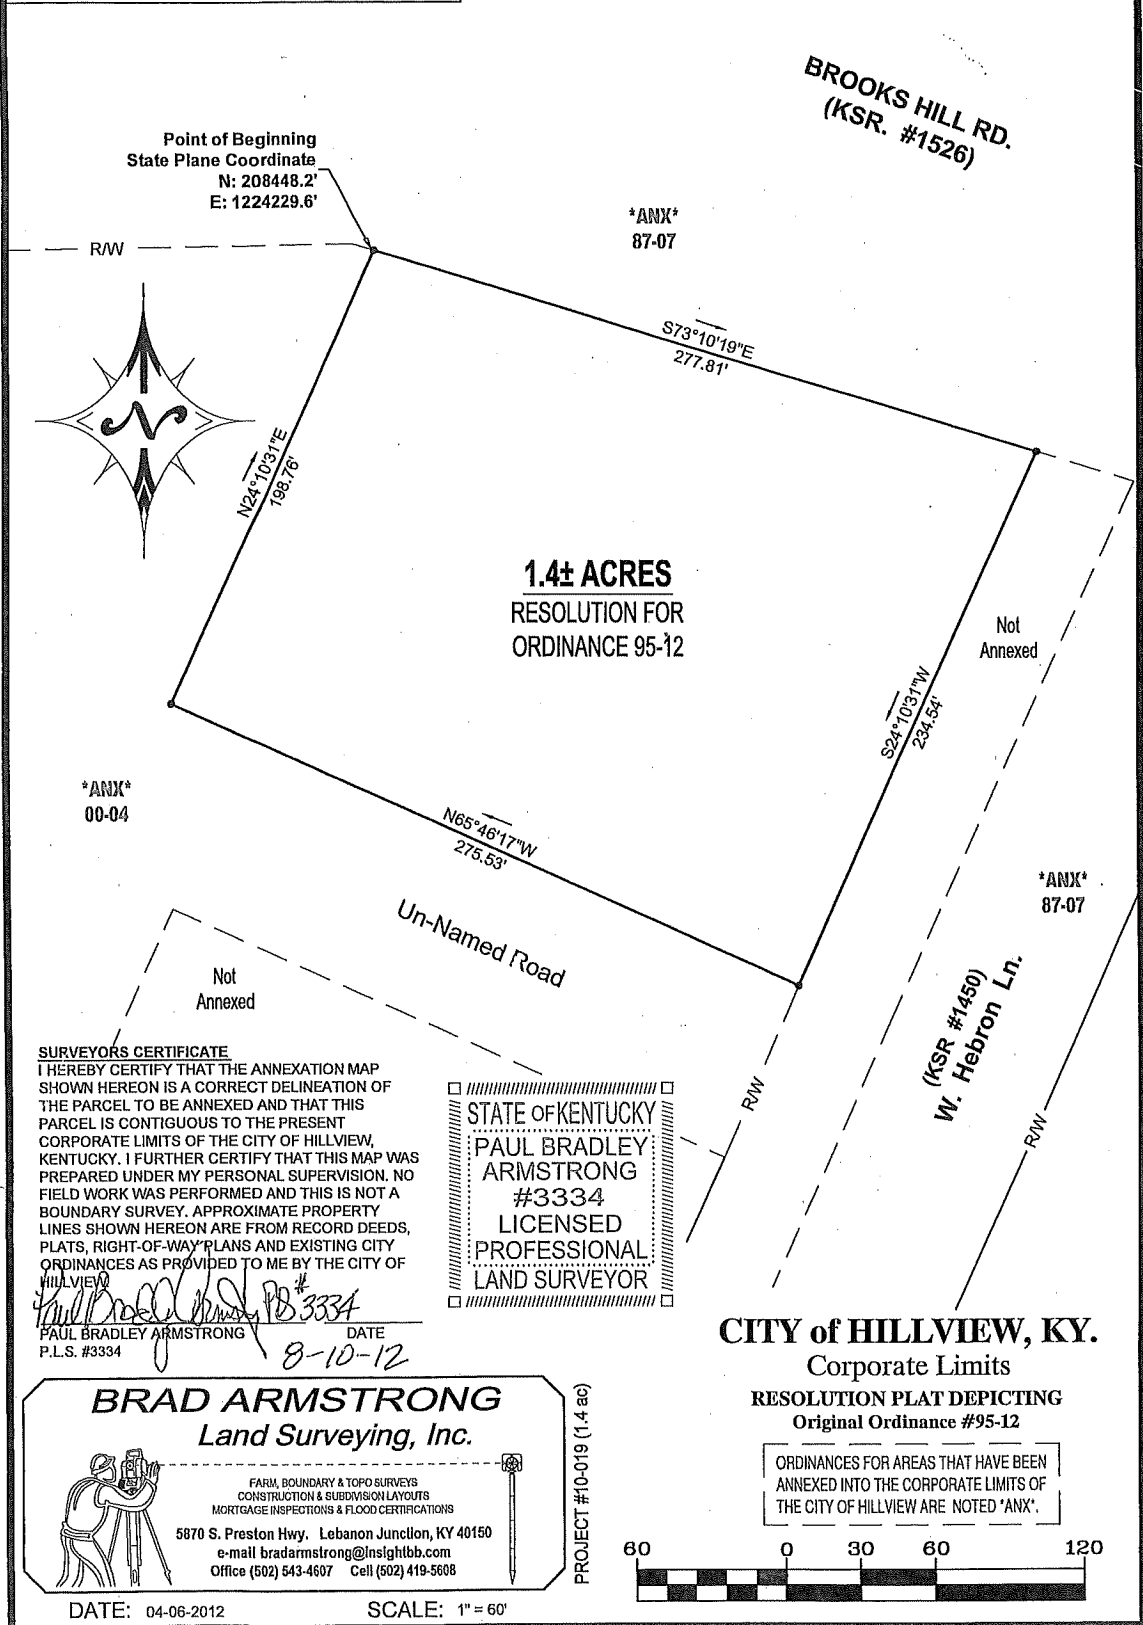 BROOKS HILL RD.
(KSR. #1526)
Point of Beginning
State Plane Coordinate
N: 208448.2'
E: 1224229.6'
*ANX*
87-07
R/W
S73°10'19"E
277.81'
N
N24°10'31"E
198.76'
1.4± ACRES
RESOLUTION FOR
ORDINANCE 95-12
Not
Annexed
S24°10'31"W
234.54'
*ANX*
00-04
N65°46'17"W
275.53'
*ANX*
87-07
Un-Named Road
Not
Annexed
(KSR #1450)
W. Hebron Ln.
R/W
R/W
SURVEYORS CERTIFICATE
I HEREBY CERTIFY THAT THE ANNEXATION MAP
SHOWN HEREON IS A CORRECT DELINEATION OF
THE PARCEL TO BE ANNEXED AND THAT THIS
PARCEL IS CONTIGUOUS TO THE PRESENT
CORPORATE LIMITS OF THE CITY OF HILLVIEW,
KENTUCKY. I FURTHER CERTIFY THAT THIS MAP WAS
PREPARED UNDER MY PERSONAL SUPERVISION. NO
FIELD WORK WAS PERFORMED AND THIS IS NOT A
BOUNDARY SURVEY. APPROXIMATE PROPERTY
LINES SHOWN HEREON ARE FROM RECORD DEEDS,
PLATS, RIGHT-OF-WAY PLANS AND EXISTING CITY
ORDINANCES AS PROVIDED TO ME BY THE CITY OF
HILLVIEW
Paul Bradley Armstrong PLS #3334
PAUL BRADLEY ARMSTRONG DATE
P.L.S. #3334
8-10-12
STATE OF KENTUCKY
PAUL BRADLEY
ARMSTRONG
#3334
LICENSED
PROFESSIONAL
LAND SURVEYOR
BRAD ARMSTRONG
Land Surveying, Inc.
FARM, BOUNDARY & TOPO SURVEYS
CONSTRUCTION & SUBDIVISION LAYOUTS
MORTGAGE INSPECTIONS & FLOOD CERTIFICATIONS
5870 S. Preston Hwy. Lebanon Junction, KY 40150
e-mail bradarmstrong@insightbb.com
Office (502) 543-4607 Cell (502) 419-5608
DATE: 04-06-2012 SCALE: 1" = 60'
PROJECT #10-019 (1.4 ac)
CITY of HILLVIEW, KY.
Corporate Limits
RESOLUTION PLAT DEPICTING
Original Ordinance #95-12
ORDINANCES FOR AREAS THAT HAVE BEEN
ANNEXED INTO THE CORPORATE LIMITS OF
THE CITY OF HILLVIEW ARE NOTED *ANX*.
60 0 30 60 120